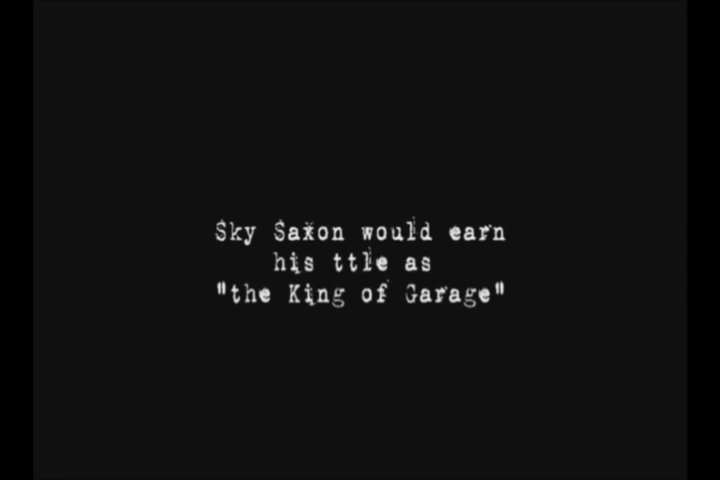 Sky Saxon would earn
his ttle as
"the King of Garage"